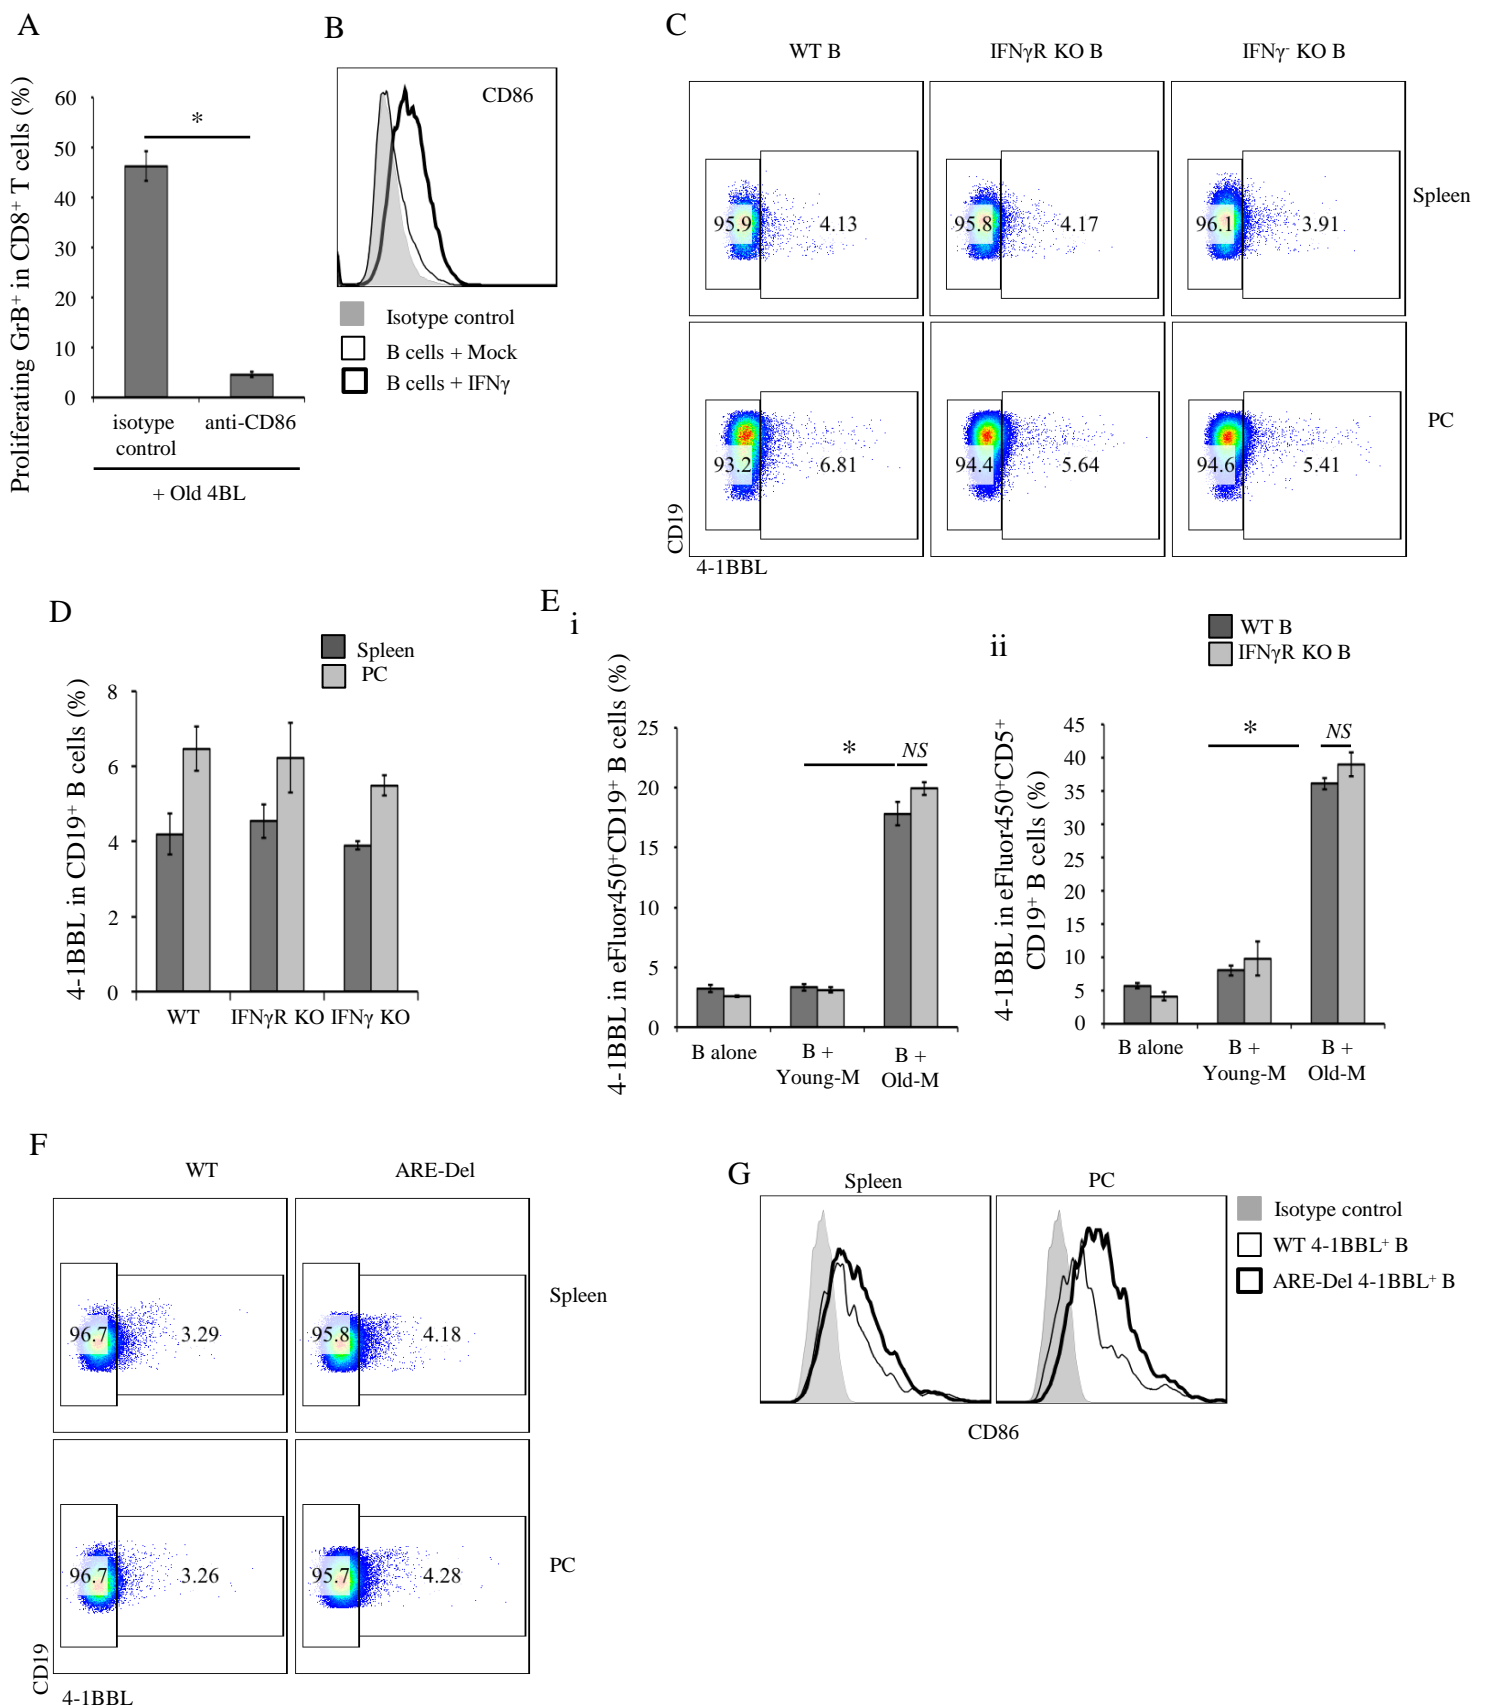 A
Proliferating GrB⁺ in CD8⁺ T cells (%)
60
50
40
30
20
10
0
*
isotype control
anti-CD86
+ Old 4BL
B
CD86
Isotype control
B cells + Mock
B cells + IFNγ
C
WT B
IFNγR KO B
IFNγ⁻ KO B
95.9
4.13
95.8
4.17
96.1
3.91
Spleen
93.2
6.81
94.4
5.64
94.6
5.41
PC
CD19
4-1BBL
D
Spleen
PC
4-1BBL in CD19⁺ B cells (%)
8
6
4
2
0
WT
IFNγR KO
IFNγ KO
E
i
4-1BBL in eFluor450⁺CD19⁺ B cells (%)
25
20
15
10
5
0
*
NS
B alone
B + Young-M
B + Old-M
ii
WT B
IFNγR KO B
4-1BBL in eFluor450⁺CD5⁺
CD19⁺ B cells (%)
45
40
35
30
25
20
15
10
5
0
*
NS
B alone
B + Young-M
B + Old-M
F
WT
ARE-Del
96.7
3.29
95.8
4.18
Spleen
96.7
3.26
95.7
4.28
PC
CD19
4-1BBL
G
Spleen
PC
CD86
Isotype control
WT 4-1BBL⁺ B
ARE-Del 4-1BBL⁺ B